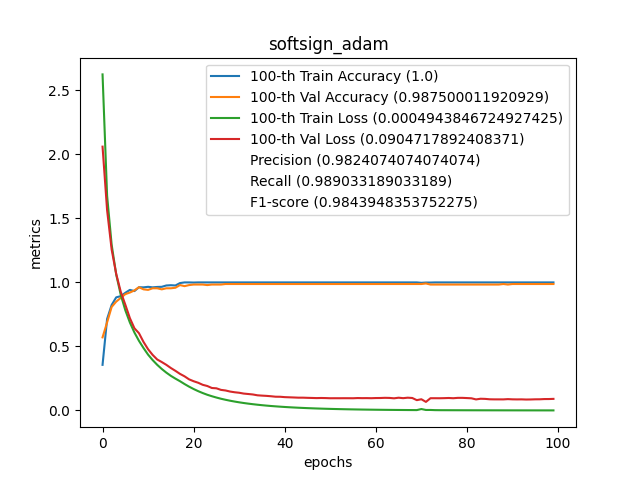 softsign_adam
100-th Train Accuracy (1.0)
100-th Val Accuracy (0.987500011920929)
100-th Train Loss (0.0004943846724927425)
100-th Val Loss (0.0904717892408371)
Precision (0.9824074074074074)
Recall (0.989033189033189)
F1-score (0.9843948353752275)
metrics
2.5
2.0
1.5
1.0
0.5
0.0
0 20 40 60 80 100
epochs